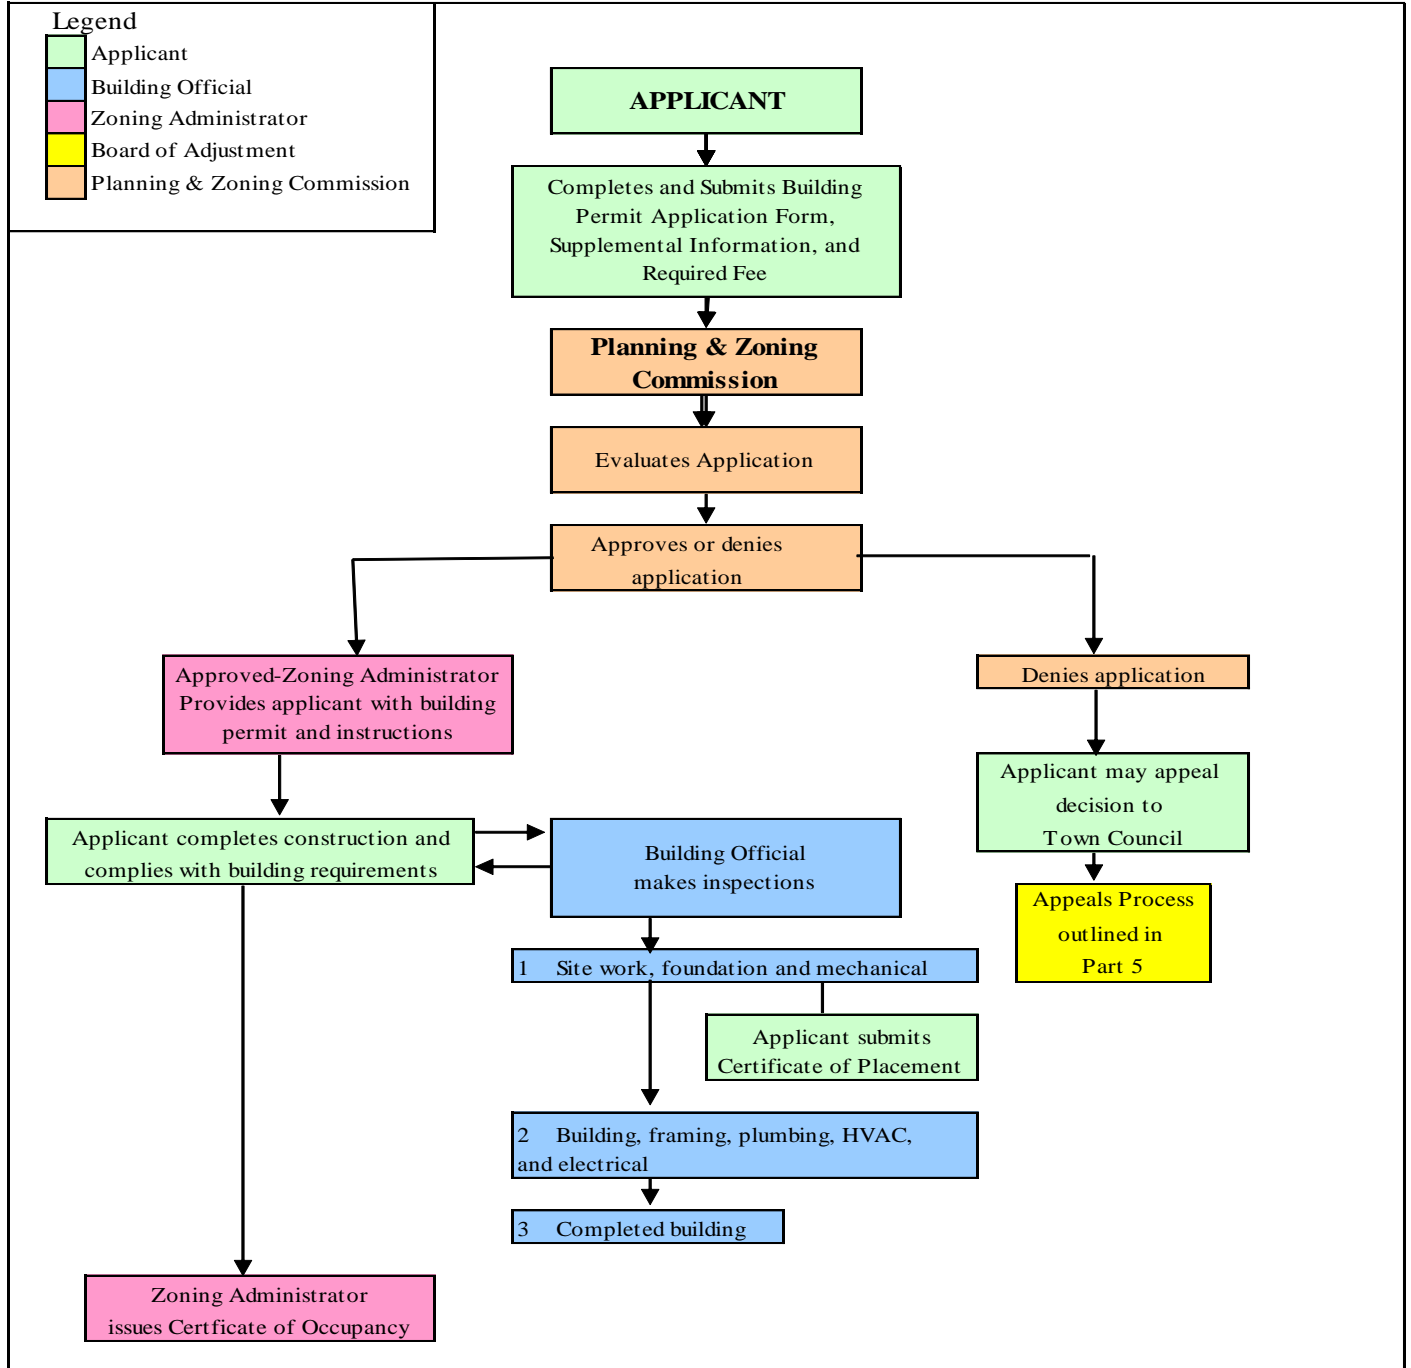 Legend
Applicant
Building Official
Zoning Administrator
Board of Adjustment
Planning & Zoning Commission
APPLICANT
Completes and Submits Building
Permit Application Form,
Supplemental Information, and
Required Fee
Planning & Zoning
Commission
Evaluates Application
Approves or denies
application
Approved-Zoning Administrator
Provides applicant with building
permit and instructions
Denies application
Applicant may appeal
decision to
Town Council
Applicant completes construction and
complies with building requirements
Building Official
makes inspections
Appeals Process
outlined in
Part 5
1 Site work, foundation and mechanical
Applicant submits
Certificate of Placement
2 Building, framing, plumbing, HVAC,
and electrical
3 Completed building
Zoning Administrator
issues Certficate of Occupancy